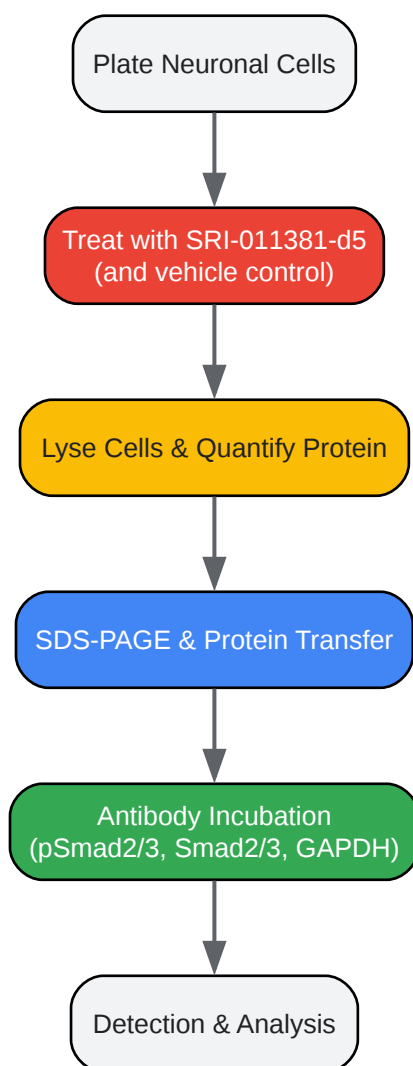 Plate Neuronal Cells
Treat with SRI-011381-d5
(and vehicle control)
Lyse Cells & Quantify Protein
SDS-PAGE & Protein Transfer
Antibody Incubation
(pSmad2/3, Smad2/3, GAPDH)
Detection & Analysis